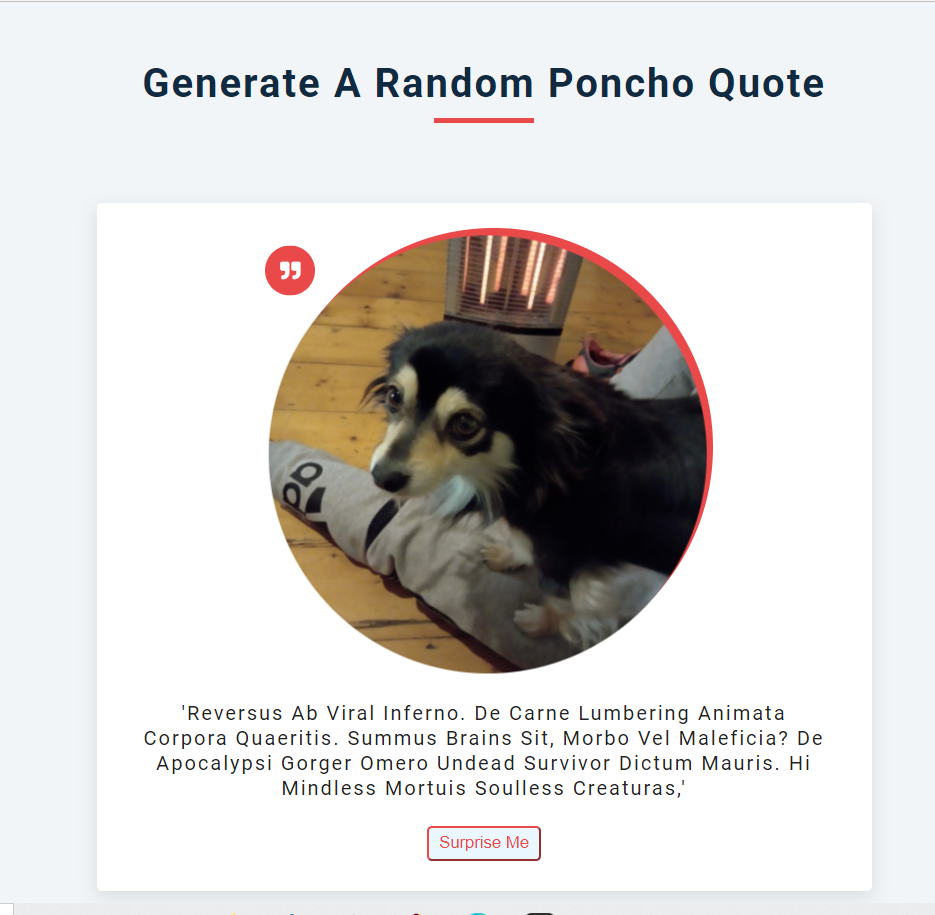 Generate A Random Poncho Quote
'Reversus Ab Viral Inferno. De Carne Lumbering Animata
Corpora Quaeritis. Summus Brains Sit, Morbo Vel Maleficia? De
Apocalypsi Gorger Omero Undead Survivor Dictum Mauris. Hi
Mindless Mortuis Soulless Creaturas,'
Surprise Me